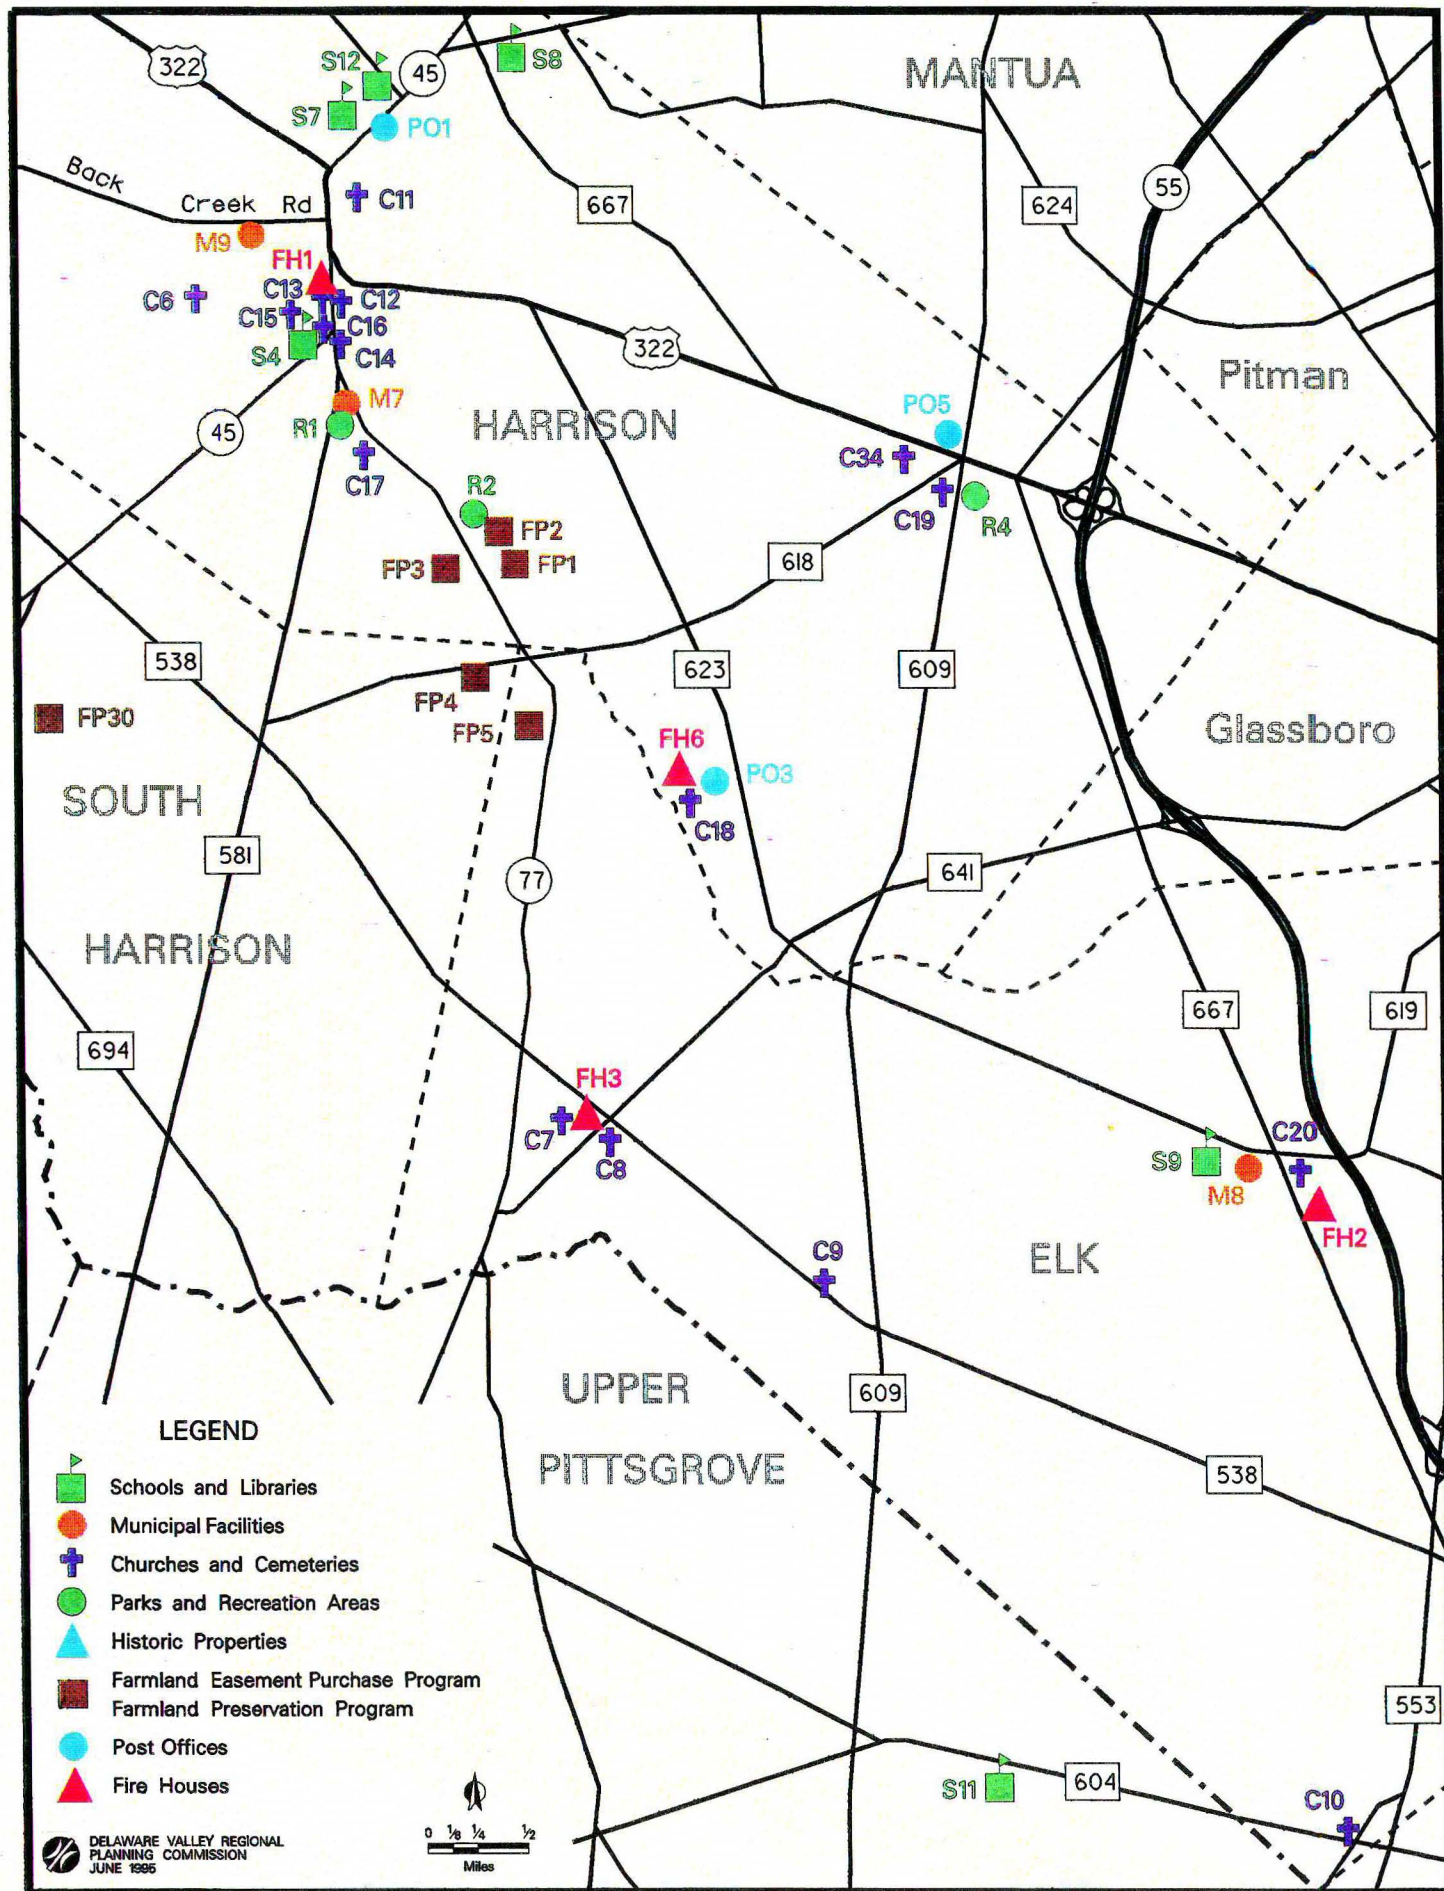 S12
S8
322
45
MANTUA
S7
PO1
Back
Creek Rd
C11
667
624
55
M9
FH1
C6
C13
C12
C15
C16
S4
C14
322
Pitman
M7
PO5
R1
HARRISON
45
C34
C17
R2
C19
R4
FP2
FP3
FP1
618
538
623
609
FP4
FP30
FP5
Glassboro
FH6
PO3
SOUTH
C18
581
641
77
HARRISON
667
619
694
FH3
C7
C8
C20
S9
M8
FH2
C9
ELK
UPPER
609
PITTSGROVE
538
553
S11
604
C10
LEGEND
Schools and Libraries
Municipal Facilities
Churches and Cemeteries
Parks and Recreation Areas
Historic Properties
Farmland Easement Purchase Program
Farmland Preservation Program
Post Offices
Fire Houses
DELAWARE VALLEY REGIONAL
PLANNING COMMISSION
JUNE 1995
0 1/8 1/4 1/2
Miles